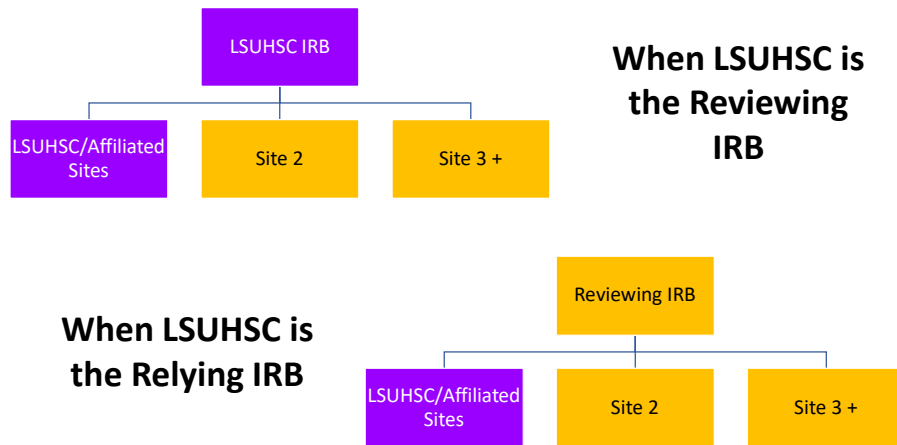 LSUHSC IRB
When LSUHSC is
the Reviewing
IRB
LSUHSC/Affiliated
Sites
Site 2
Site 3 +
When LSUHSC is
the Relying IRB
Reviewing IRB
LSUHSC/Affiliated
Sites
Site 2
Site 3 +